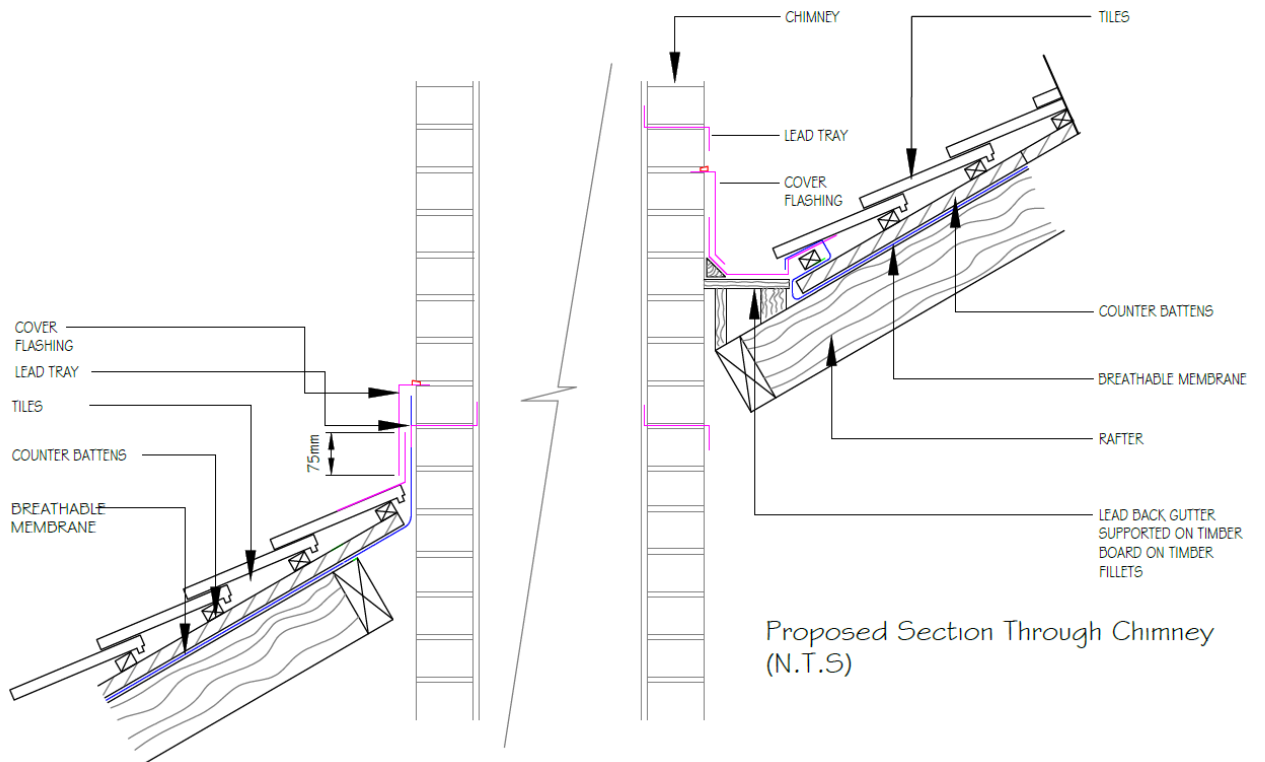 CHIMNEY
TILES
LEAD TRAY
COVER
FLASHING
COUNTER BATTENS
COVER
FLASHING
LEAD TRAY
BREATHABLE MEMBRANE
TILES
75mm
RAFTER
COUNTER BATTENS
BREATHABLE
MEMBRANE
LEAD BACK GUTTER
SUPPORTED ON TIMBER
BOARD ON TIMBER
FILLETS
Proposed Section Through Chimney
(N.T.S)